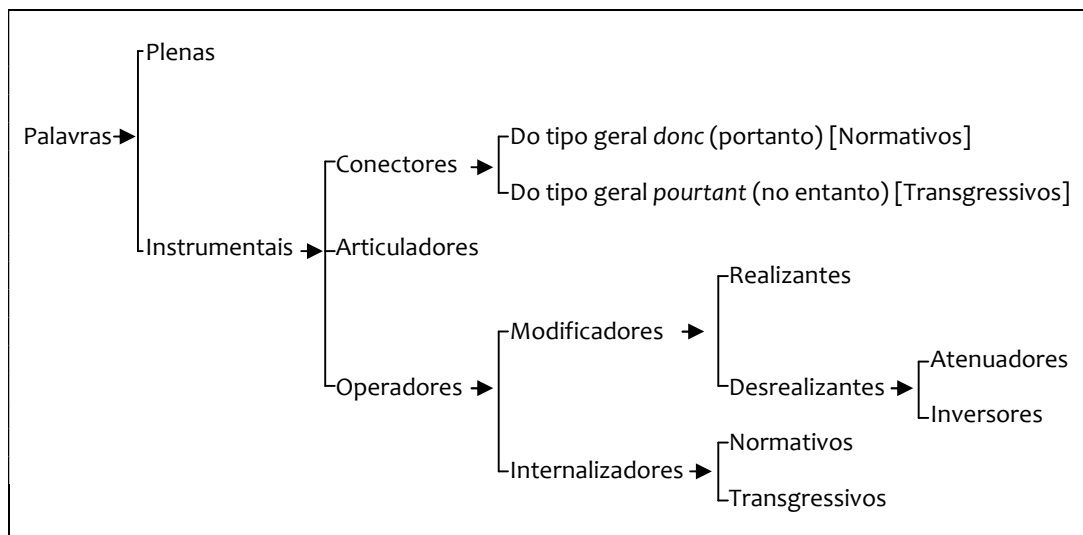 Plenas
Palavras
Do tipo geral donc (portanto) [Normativos]
Conectores
Do tipo geral pourtant (no entanto) [Transgressivos]
Instrumentais
Articuladores
Realizantes
Modificadores
Atenuadores
Operadores
Desrealizantes
Inversores
Normativos
Internalizadores
Transgressivos